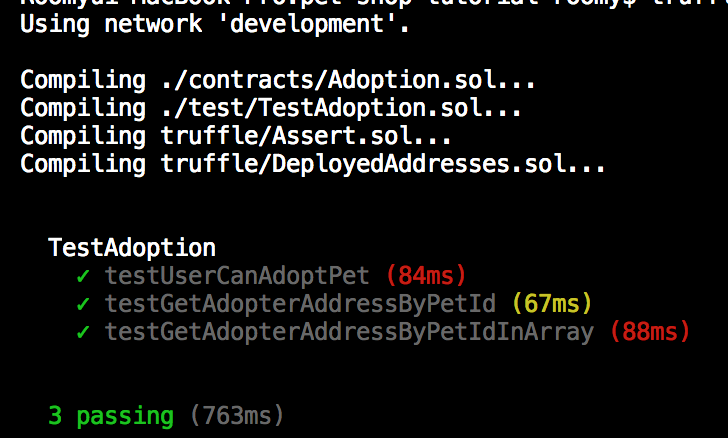 Using network 'development'.
Compiling ./contracts/Adoption.sol...
Compiling ./test/TestAdoption.sol...
Compiling truffle/Assert.sol...
Compiling truffle/DeployedAddresses.sol...
TestAdoption
✓ testUserCanAdoptPet (84ms)
✓ testGetAdopterAddressByPetId (67ms)
✓ testGetAdopterAddressByPetIdInArray (88ms)
3 passing (763ms)